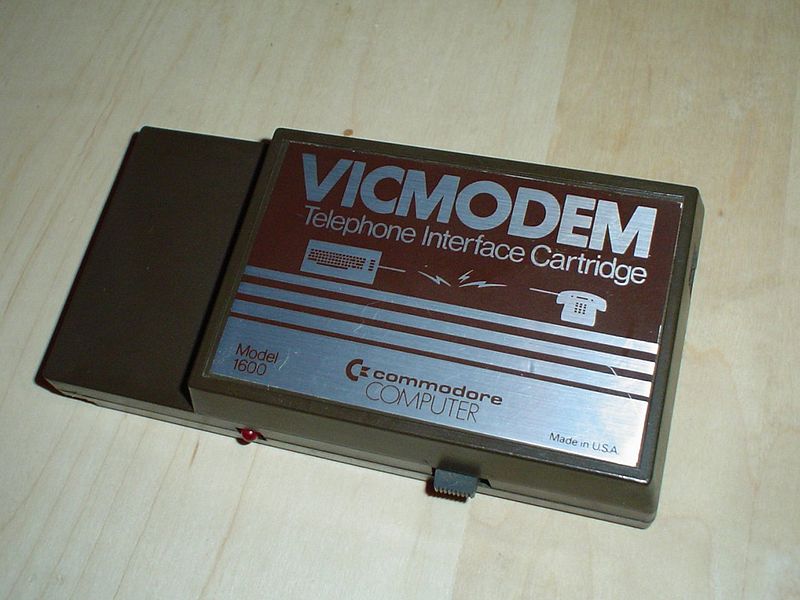 VICMODEM
Telephone Interface Cartridge
Model
1600
commodore
COMPUTER
Made in U.S.A.